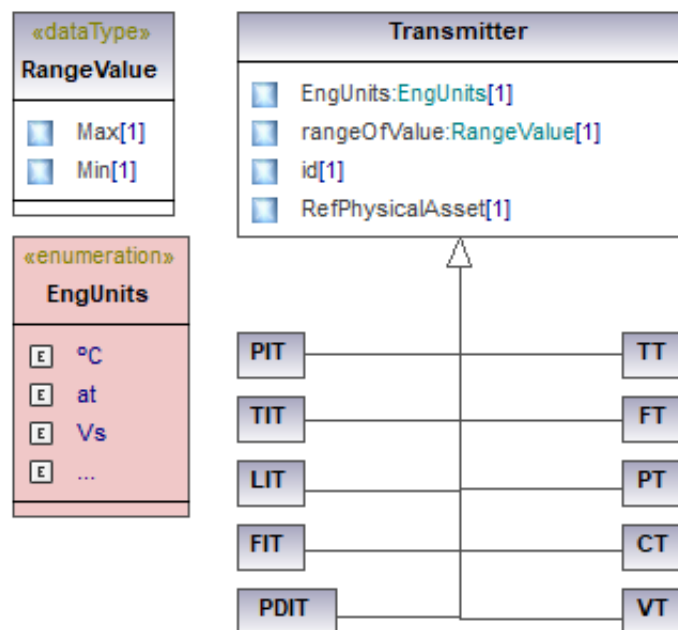 «dataType»
RangeValue
Max[1]
Min[1]
«enumeration»
EngUnits
E ºC
E at
E Vs
E ...
Transmitter
EngUnits:EngUnits[1]
rangeOfValue:RangeValue[1]
id[1]
RefPhysicalAsset[1]
PIT
TT
TIT
FT
LIT
PT
FIT
CT
PDIT
VT